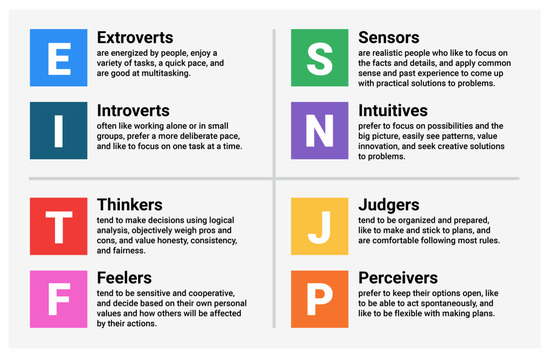 E
Extroverts
are energized by people, enjoy a
variety of tasks, a quick pace, and
are good at multitasking.
I
Introverts
often like working alone or in small
groups, prefer a more deliberate pace,
and like to focus on one task at a time.
S
Sensors
are realistic people who like to focus on
the facts and details, and apply common
sense and past experience to come up
with practical solutions to problems.
N
Intuitives
prefer to focus on possibilities and the
big picture, easily see patterns, value
innovation, and seek creative solutions
to problems.
T
Thinkers
tend to make decisions using logical
analysis, objectively weigh pros and
cons, and value honesty, consistency,
and fairness.
F
Feelers
tend to be sensitive and cooperative,
and decide based on their own personal
values and how others will be affected
by their actions.
J
Judgers
tend to be organized and prepared,
like to make and stick to plans, and
are comfortable following most rules.
P
Perceivers
prefer to keep their options open, like
to be able to act spontaneously, and
like to be flexible with making plans.